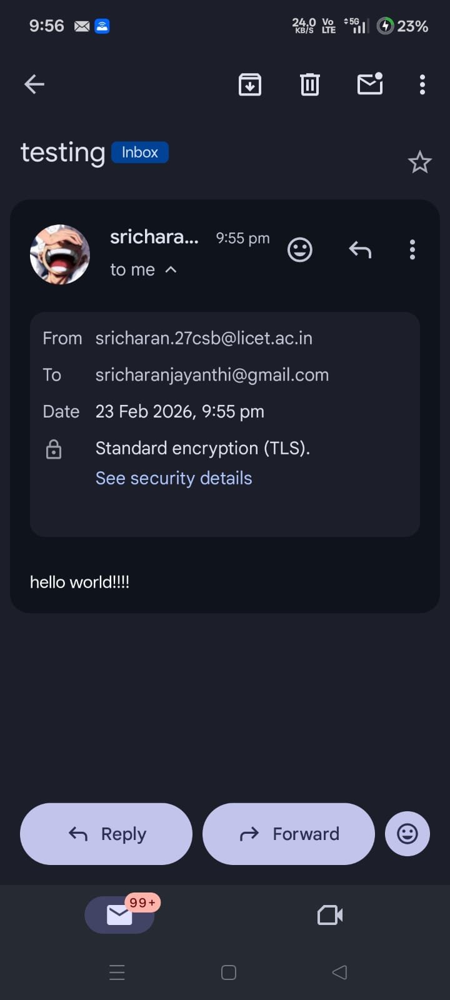 9:56 24.0 KB/S Vo LTE 5G 23%
testing Inbox
srichara... 9:55 pm
to me
From sricharan.27csb@licet.ac.in
To sricharanjayanthi@gmail.com
Date 23 Feb 2026, 9:55 pm
Standard encryption (TLS).
See security details
hello world!!!!
Reply Forward
99+